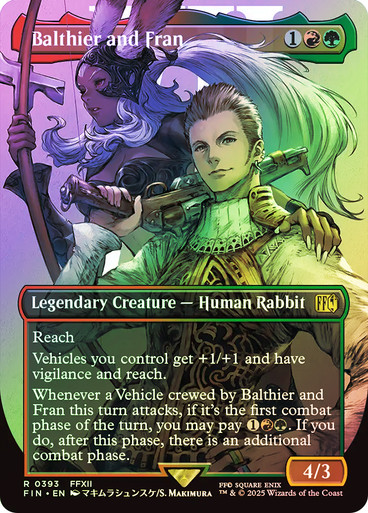 Balthier and Fran 1
Legendary Creature — Human Rabbit FFC
Reach
Vehicles you control get +1/+1 and have
vigilance and reach.
Whenever a Vehicle crewed by Balthier and
Fran this turn attacks, if it's the first combat
phase of the turn, you may pay 1. If you
do, after this phase, there is an additional
combat phase.
4/3
R 0393 FFXII
FIN • EN マキムラシュンスケ/S. MAKIMURA
FF© SQUARE ENIX
™ & © 2025 Wizards of the Coast